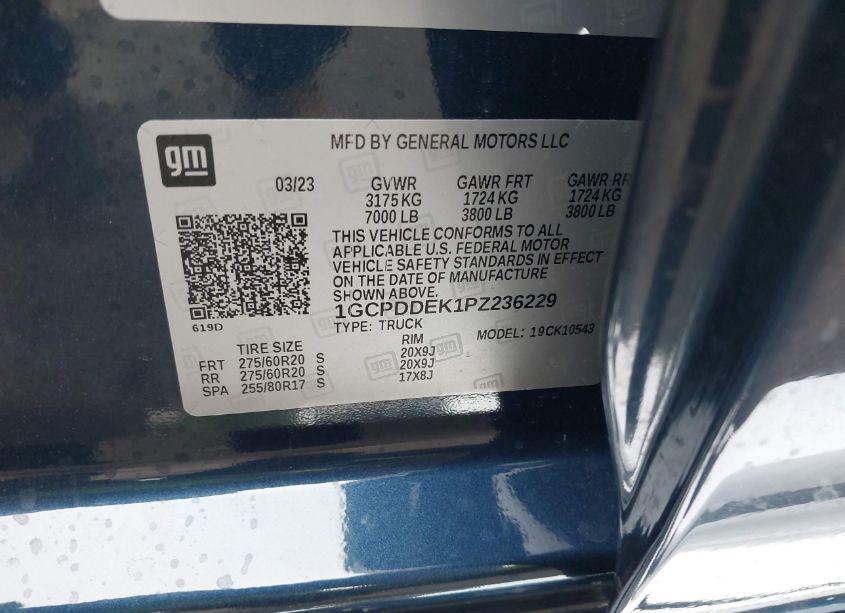 gm
MFD BY GENERAL MOTORS LLC
03/23 GVWR GAWR FRT GAWR RR
3175 KG 1724 KG 1724 KG
7000 LB 3800 LB 3800 LB
THIS VEHICLE CONFORMS TO ALL
APPLICABLE U.S. FEDERAL MOTOR
VEHICLE SAFETY STANDARDS IN EFFECT
ON THE DATE OF MANUFACTURE
SHOWN ABOVE.
619D
1GCPDDEK1PZ236229
TYPE: TRUCK MODEL: 19CK10543
TIRE SIZE RIM
FRT 275/60R20 S 20X9J
RR 275/60R20 S 20X9J
SPA 255/80R17 S 17X8J